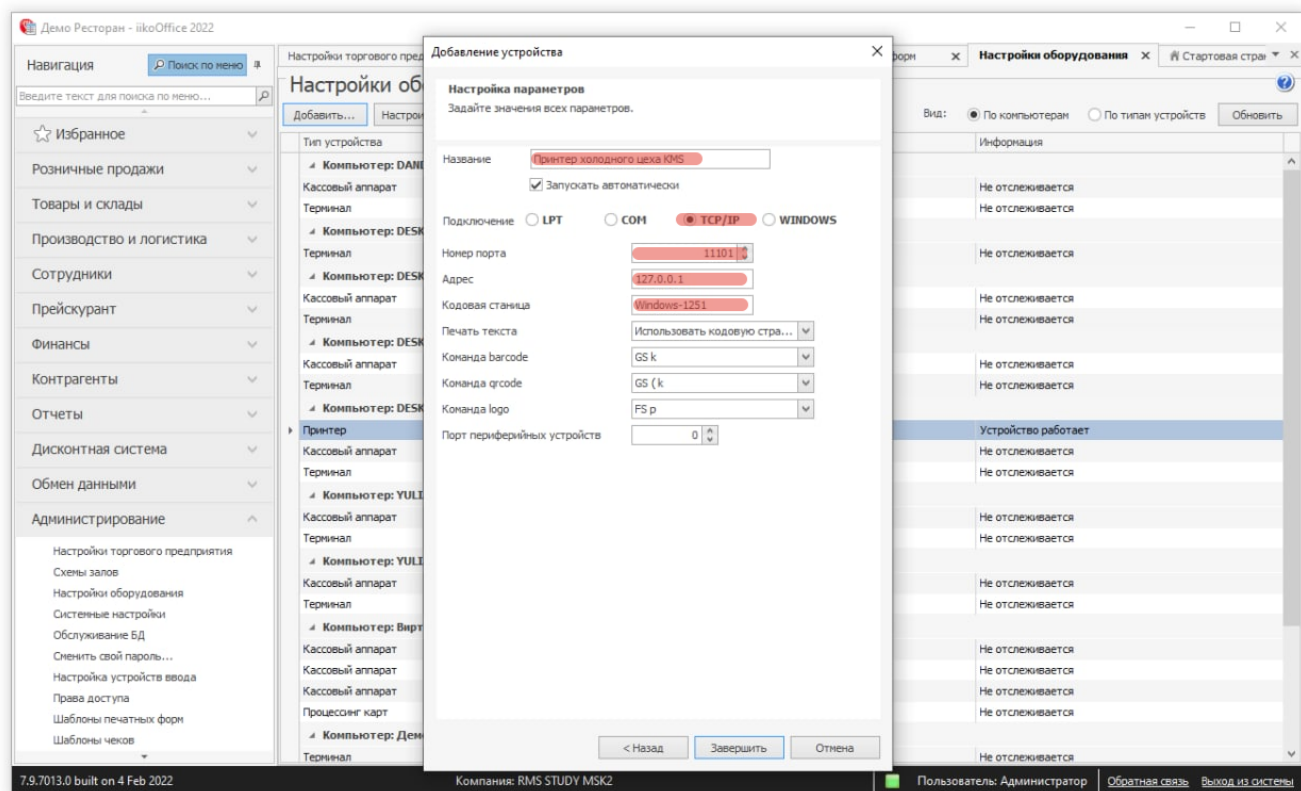 Демо Ресторан - iikoOffice 2022
Навигация
Поиск по меню
Введите текст для поиска по меню...
Избранное
Розничные продажи
Товары и склады
Производство и логистика
Сотрудники
Прейскурант
Финансы
Контрагенты
Отчеты
Дисконтная система
Обмен данными
Администрирование
Настройки торгового предприятия
Схемы залов
Настройки оборудования
Системные настройки
Обслуживание БД
Сменить свой пароль...
Настройка устройств ввода
Права доступа
Шаблоны печатных форм
Шаблоны чеков
Настройки торгового пред
форм
Настройки оборудования
Стартовая стран
Настройки об
Добавить...
Настрои
Вид:
По компьютерам
По типам устройств
Обновить
Тип устройства
Информация
Компьютер: DAND
Кассовый аппарат
Не отслеживается
Терминал
Не отслеживается
Компьютер: DESK
Терминал
Не отслеживается
Компьютер: DESK
Кассовый аппарат
Не отслеживается
Терминал
Не отслеживается
Компьютер: DESK
Кассовый аппарат
Не отслеживается
Терминал
Не отслеживается
Компьютер: DESK
Принтер
Устройство работает
Кассовый аппарат
Не отслеживается
Терминал
Не отслеживается
Компьютер: YULI
Кассовый аппарат
Не отслеживается
Терминал
Не отслеживается
Компьютер: YULI
Кассовый аппарат
Не отслеживается
Терминал
Не отслеживается
Компьютер: Вирт
Кассовый аппарат
Не отслеживается
Кассовый аппарат
Не отслеживается
Кассовый аппарат
Не отслеживается
Процессинг карт
Не отслеживается
Компьютер: Дем
Терминал
Не отслеживается
Добавление устройства
Настройка параметров
Задайте значения всех параметров.
Название
Принтер холодного цеха KMS
Запускать автоматически
Подключение
LPT
COM
TCP/IP
WINDOWS
Номер порта
11101
Адрес
127.0.0.1
Кодовая станица
Windows-1251
Печать текста
Использовать кодовую стра...
Команда barcode
GS k
Команда qrcode
GS ( k
Команда logo
FS p
Порт периферийных устройств
0
< Назад
Завершить
Отмена
7.9.7013.0 built on 4 Feb 2022
Компания: RMS STUDY MSK2
Пользователь: Администратор
Обратная связь
Выход из системы